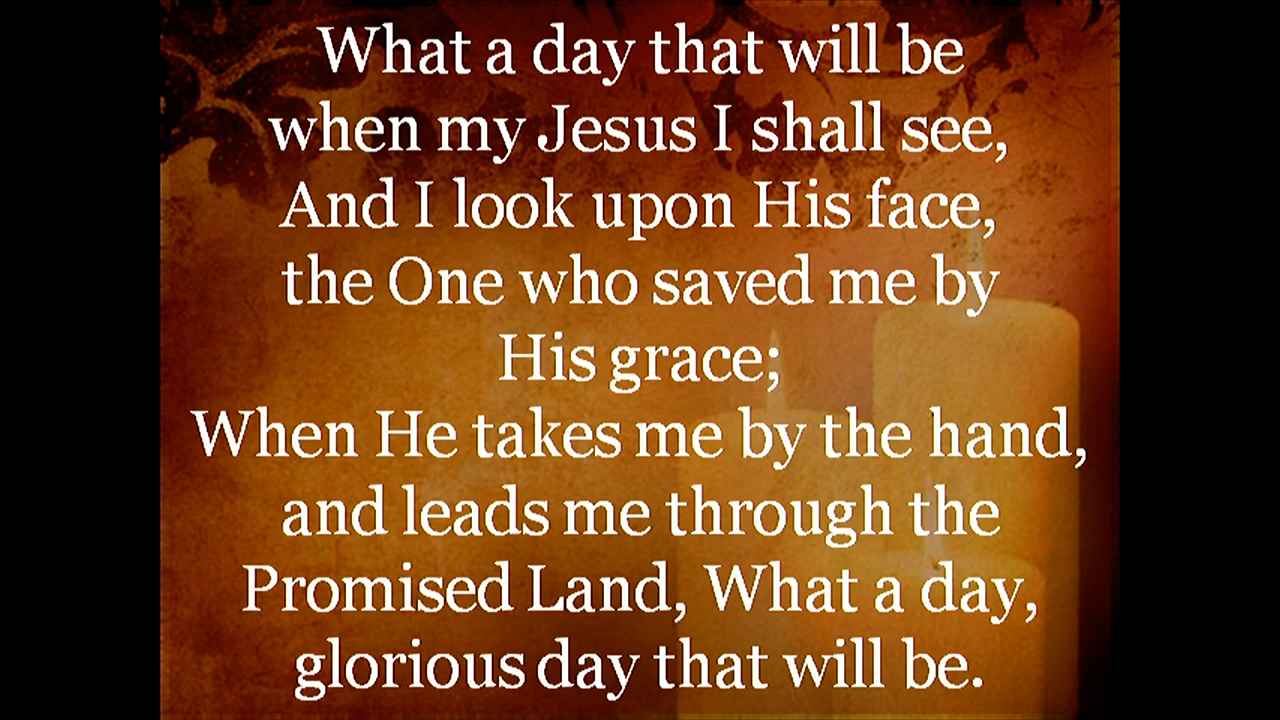 What a day that will be
when my Jesus I shall see,
And I look upon His face,
the One who saved me by
His grace;
When He takes me by the hand,
and leads me through the
Promised Land, What a day,
glorious day that will be.